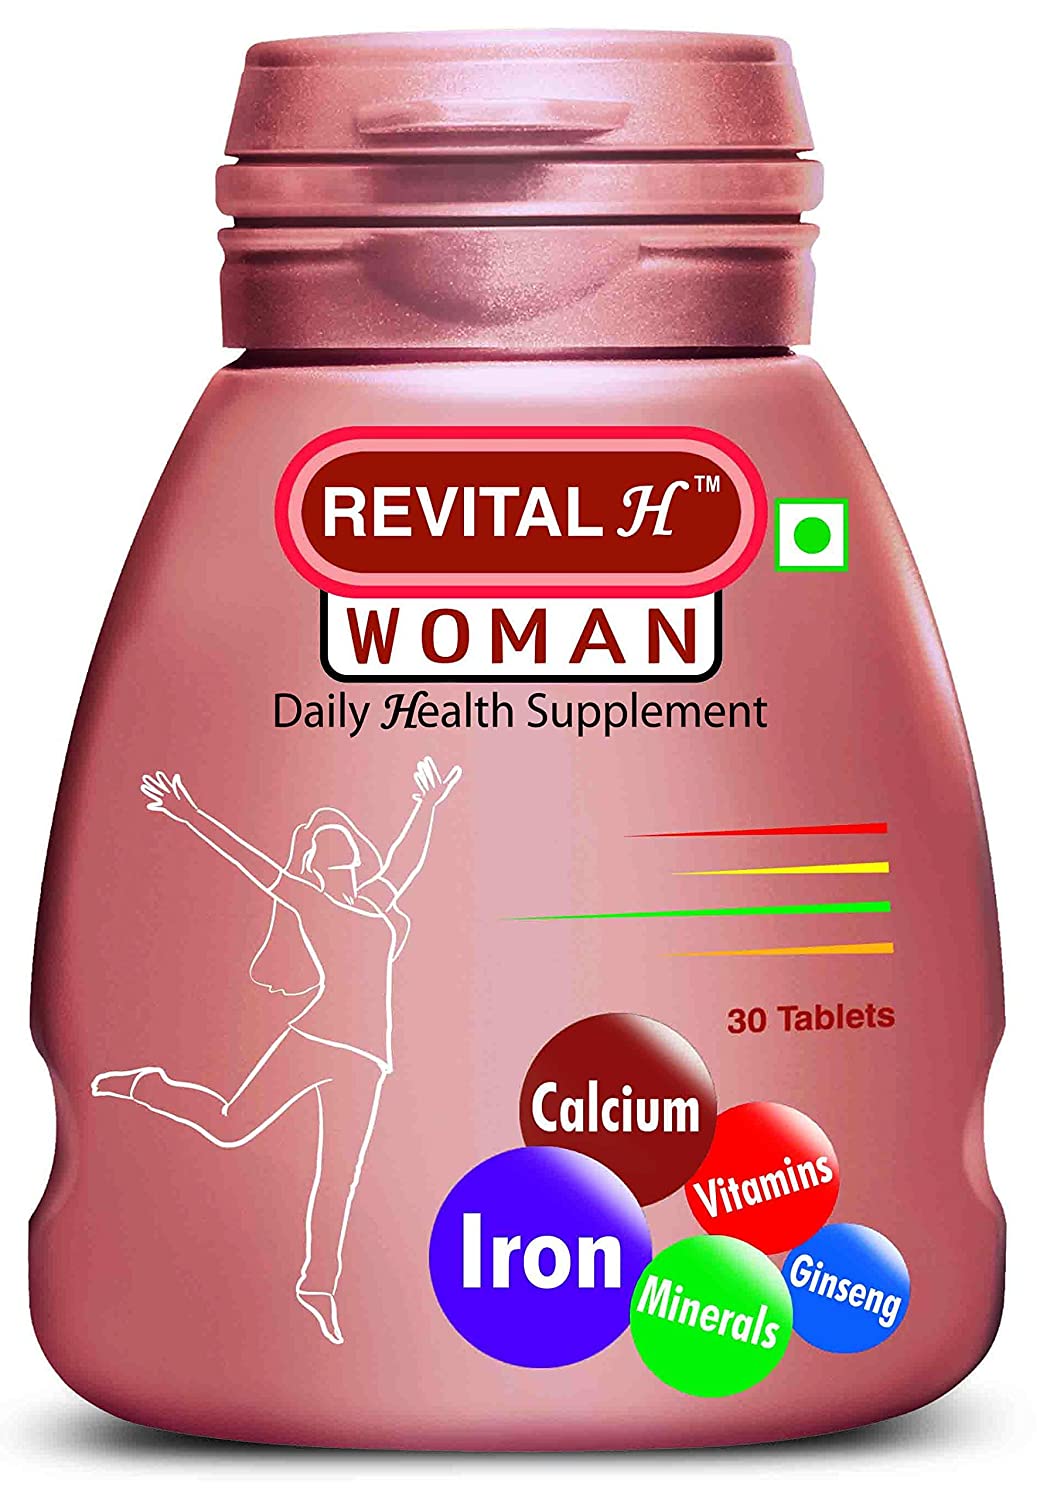 REVITAL H™
WOMAN
Daily Health Supplement
30 Tablets
Calcium
Vitamins
Iron
Ginseng
Minerals